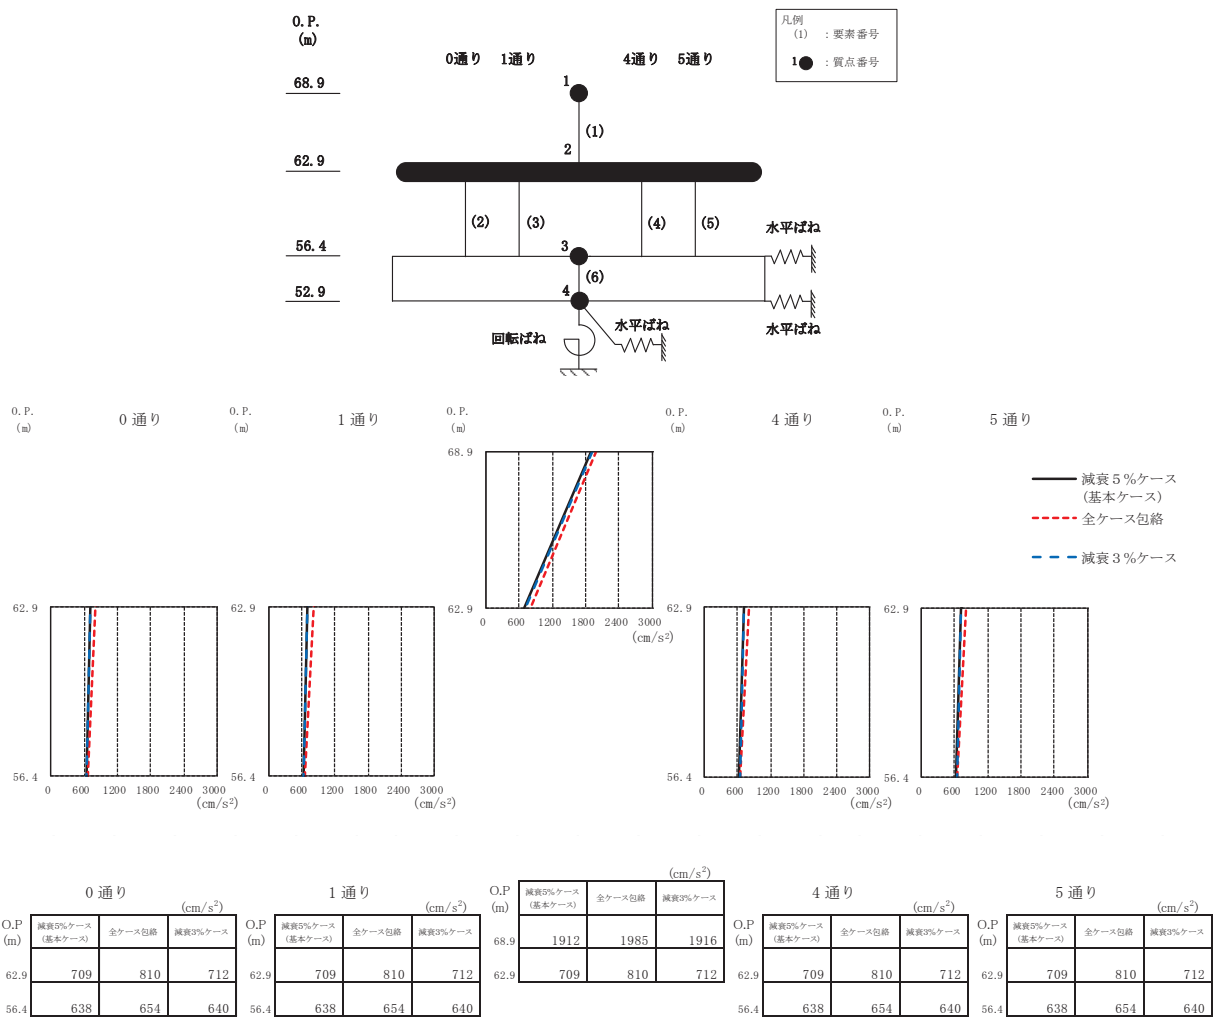 O.P.
(m)
0通り 1通り 4通り 5通り
凡例
(1) ：要素番号
1 ：質点番号
68.9
1
(1)
2
62.9
(2) (3) (4) (5)
水平ばね
56.4
3
(6)
52.9
4
水平ばね
回転ばね
水平ばね
O.P.
(m)
0 通り
O.P.
(m)
1 通り
O.P.
(m)
O.P.
(m)
4 通り
O.P.
(m)
5 通り
68.9
62.9
0 600 1200 1800 2400 3000
(cm/s²)
減衰５%ケース
(基本ケース)
全ケース包絡
減衰３%ケース
62.9
56.4
0 600 1200 1800 2400 3000
(cm/s²)
62.9
56.4
0 600 1200 1800 2400 3000
(cm/s²)
62.9
56.4
0 600 1200 1800 2400 3000
(cm/s²)
62.9
56.4
0 600 1200 1800 2400 3000
(cm/s²)
0 通り
(cm/s²)
O.P
(m)
減衰5%ケース
(基本ケース)
全ケース包絡
減衰3%ケース
62.9 709 810 712
56.4 638 654 640
1 通り
(cm/s²)
O.P
(m)
減衰5%ケース
(基本ケース)
全ケース包絡
減衰3%ケース
62.9 709 810 712
56.4 638 654 640
(cm/s²)
O.P
(m)
減衰5%ケース
(基本ケース)
全ケース包絡
減衰3%ケース
68.9 1912 1985 1916
62.9 709 810 712
4 通り
(cm/s²)
O.P
(m)
減衰5%ケース
(基本ケース)
全ケース包絡
減衰3%ケース
62.9 709 810 712
56.4 638 654 640
5 通り
(cm/s²)
O.P
(m)
減衰5%ケース
(基本ケース)
全ケース包絡
減衰3%ケース
62.9 709 810 712
56.4 638 654 640